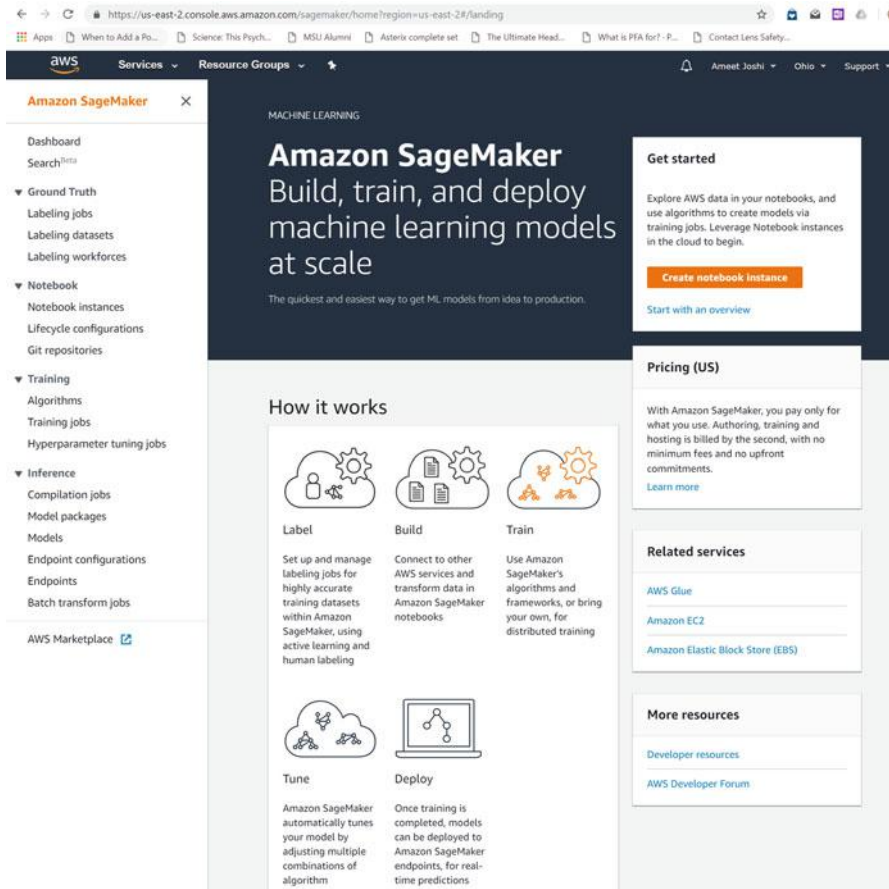 https://us-east-2.console.aws.amazon.com/sagemaker/home?region=us-east-2#/landing
Apps When to Add a Po... Science: This Psych... MSU Alumni Asterix complete set The Ultimate Head... What is PFA for? - P... Contact Lens Safety...
aws Services Resource Groups Ameet Joshi Ohio Support
Amazon SageMaker
Dashboard
Search Beta
Ground Truth
Labeling jobs
Labeling datasets
Labeling workforces
Notebook
Notebook instances
Lifecycle configurations
Git repositories
Training
Algorithms
Training jobs
Hyperparameter tuning jobs
Inference
Compilation jobs
Model packages
Models
Endpoint configurations
Endpoints
Batch transform jobs
AWS Marketplace
MACHINE LEARNING
Amazon SageMaker
Build, train, and deploy
machine learning models
at scale
The quickest and easiest way to get ML models from idea to production.
Get started
Explore AWS data in your notebooks, and
use algorithms to create models via
training jobs. Leverage Notebook instances
in the cloud to begin.
Create notebook instance
Start with an overview
Pricing (US)
With Amazon SageMaker, you pay only for
what you use. Authoring, training and
hosting is billed by the second, with no
minimum fees and no upfront
commitments.
Learn more
Related services
AWS Glue
Amazon EC2
Amazon Elastic Block Store (EBS)
More resources
Developer resources
AWS Developer Forum
How it works
Label
Set up and manage
labeling jobs for
highly accurate
training datasets
within Amazon
SageMaker, using
active learning and
human labeling
Build
Connect to other
AWS services and
transform data in
Amazon SageMaker
notebooks
Train
Use Amazon
SageMaker's
algorithms and
frameworks, or bring
your own, for
distributed training
Tune
Amazon SageMaker
automatically tunes
your model by
adjusting multiple
combinations of
algorithm
Deploy
Once training is
completed, models
can be deployed to
Amazon SageMaker
endpoints, for real-
time predictions